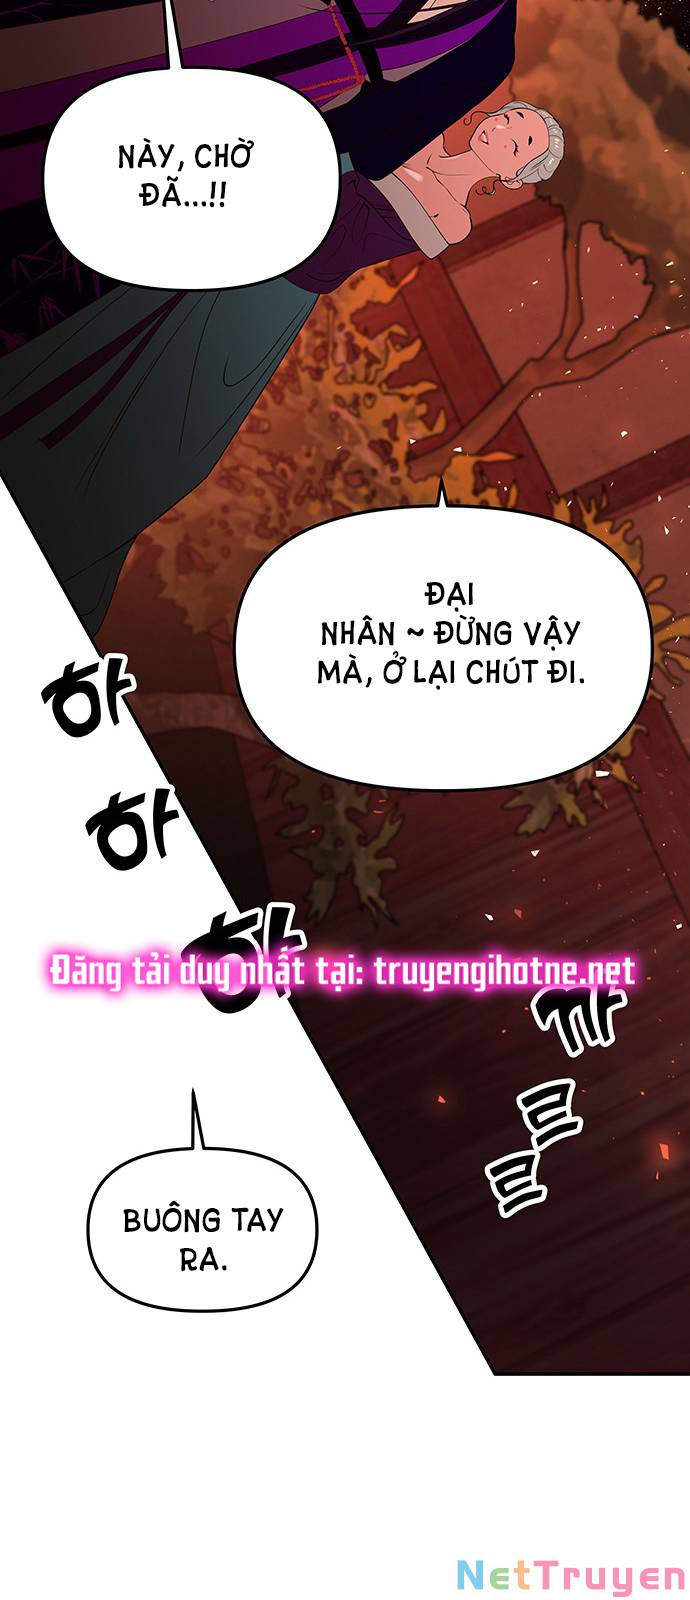 NÀY, CHỜ
ĐÃ...!!
ĐẠI
NHÂN ~ ĐỪNG VẬY
MÀ, Ở LẠI CHÚT ĐI.
하
하
하
Đăng tải duy nhất tại: truyengihotne.net
까
르
르
BUÔNG TAY
RA.
NetTruyen